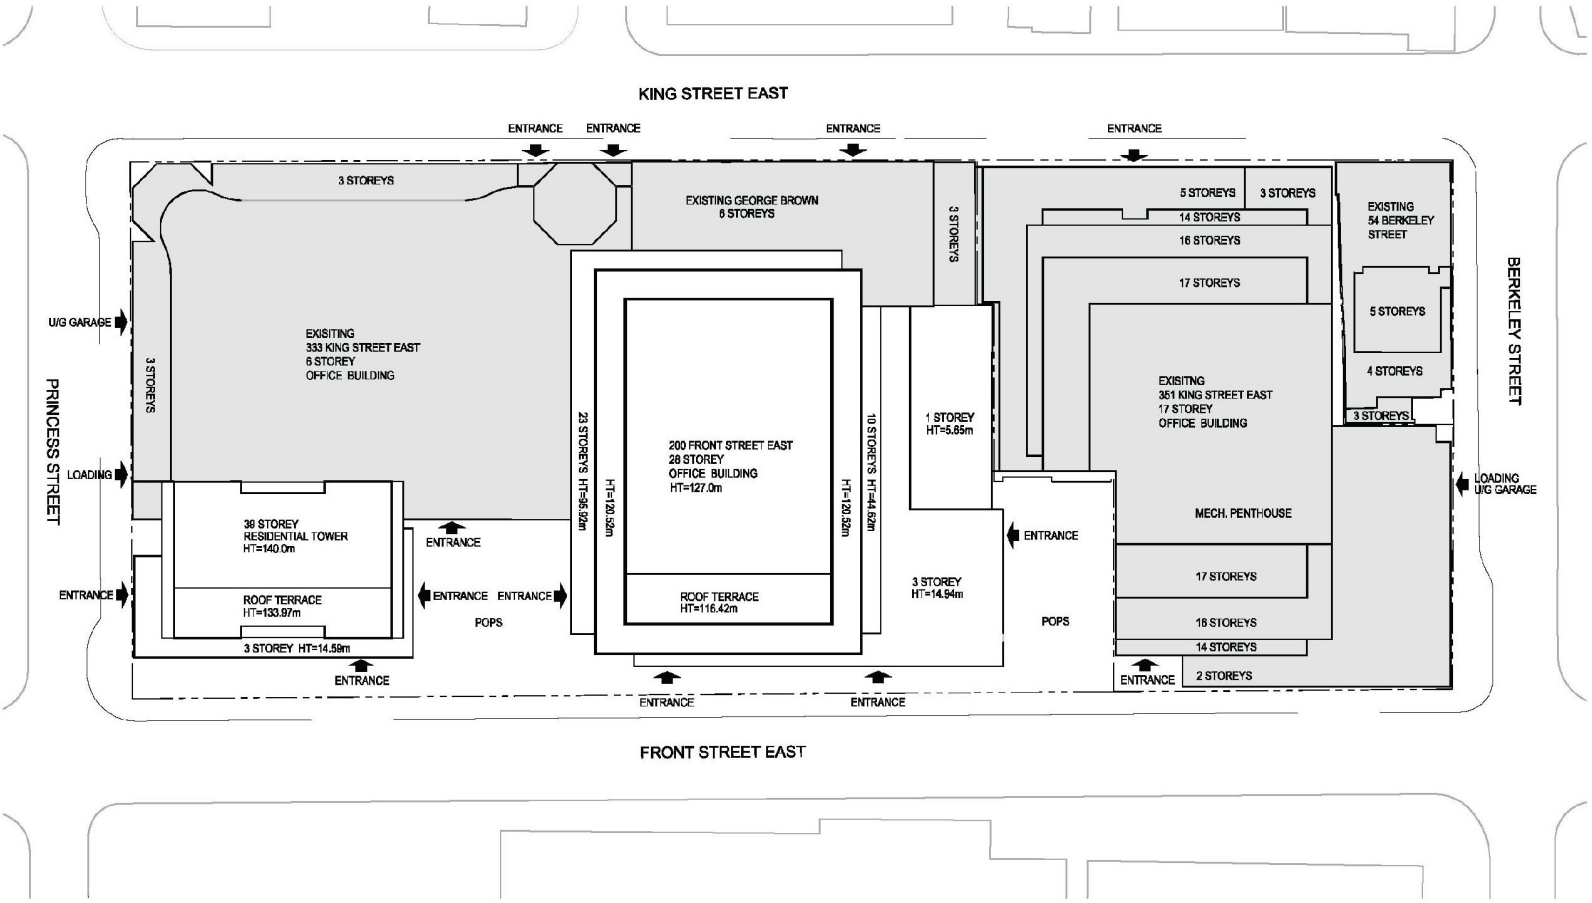 KING STREET EAST
ENTRANCE
ENTRANCE
ENTRANCE
ENTRANCE
3 STOREYS
EXISTING GEORGE BROWN
6 STOREYS
3 STOREYS
5 STOREYS
3 STOREYS
14 STOREYS
16 STOREYS
17 STOREYS
EXISTING
54 BERKELEY
STREET
5 STOREYS
4 STOREYS
3 STOREYS
BERKELEY STREET
U/G GARAGE
EXISITING
333 KING STREET EAST
6 STOREY
OFFICE BUILDING
3 STOREYS
PRINCESS STREET
LOADING
23 STOREYS HT=95.92m
HT=120.52m
200 FRONT STREET EAST
28 STOREY
OFFICE BUILDING
HT=127.0m
HT=120.52m
10 STOREYS HT=44.62m
1 STOREY
HT=5.65m
EXISITNG
351 KING STREET EAST
17 STOREY
OFFICE BUILDING
MECH. PENTHOUSE
LOADING
U/G GARAGE
39 STOREY
RESIDENTIAL TOWER
HT=140.0m
ENTRANCE
ENTRANCE
ENTRANCE
ROOF TERRACE
HT=133.97m
ENTRANCE
ENTRANCE
POPS
ROOF TERRACE
HT=116.42m
3 STOREY
HT=14.94m
POPS
17 STOREYS
16 STOREYS
14 STOREYS
2 STOREYS
3 STOREY HT=14.59m
ENTRANCE
ENTRANCE
ENTRANCE
ENTRANCE
FRONT STREET EAST